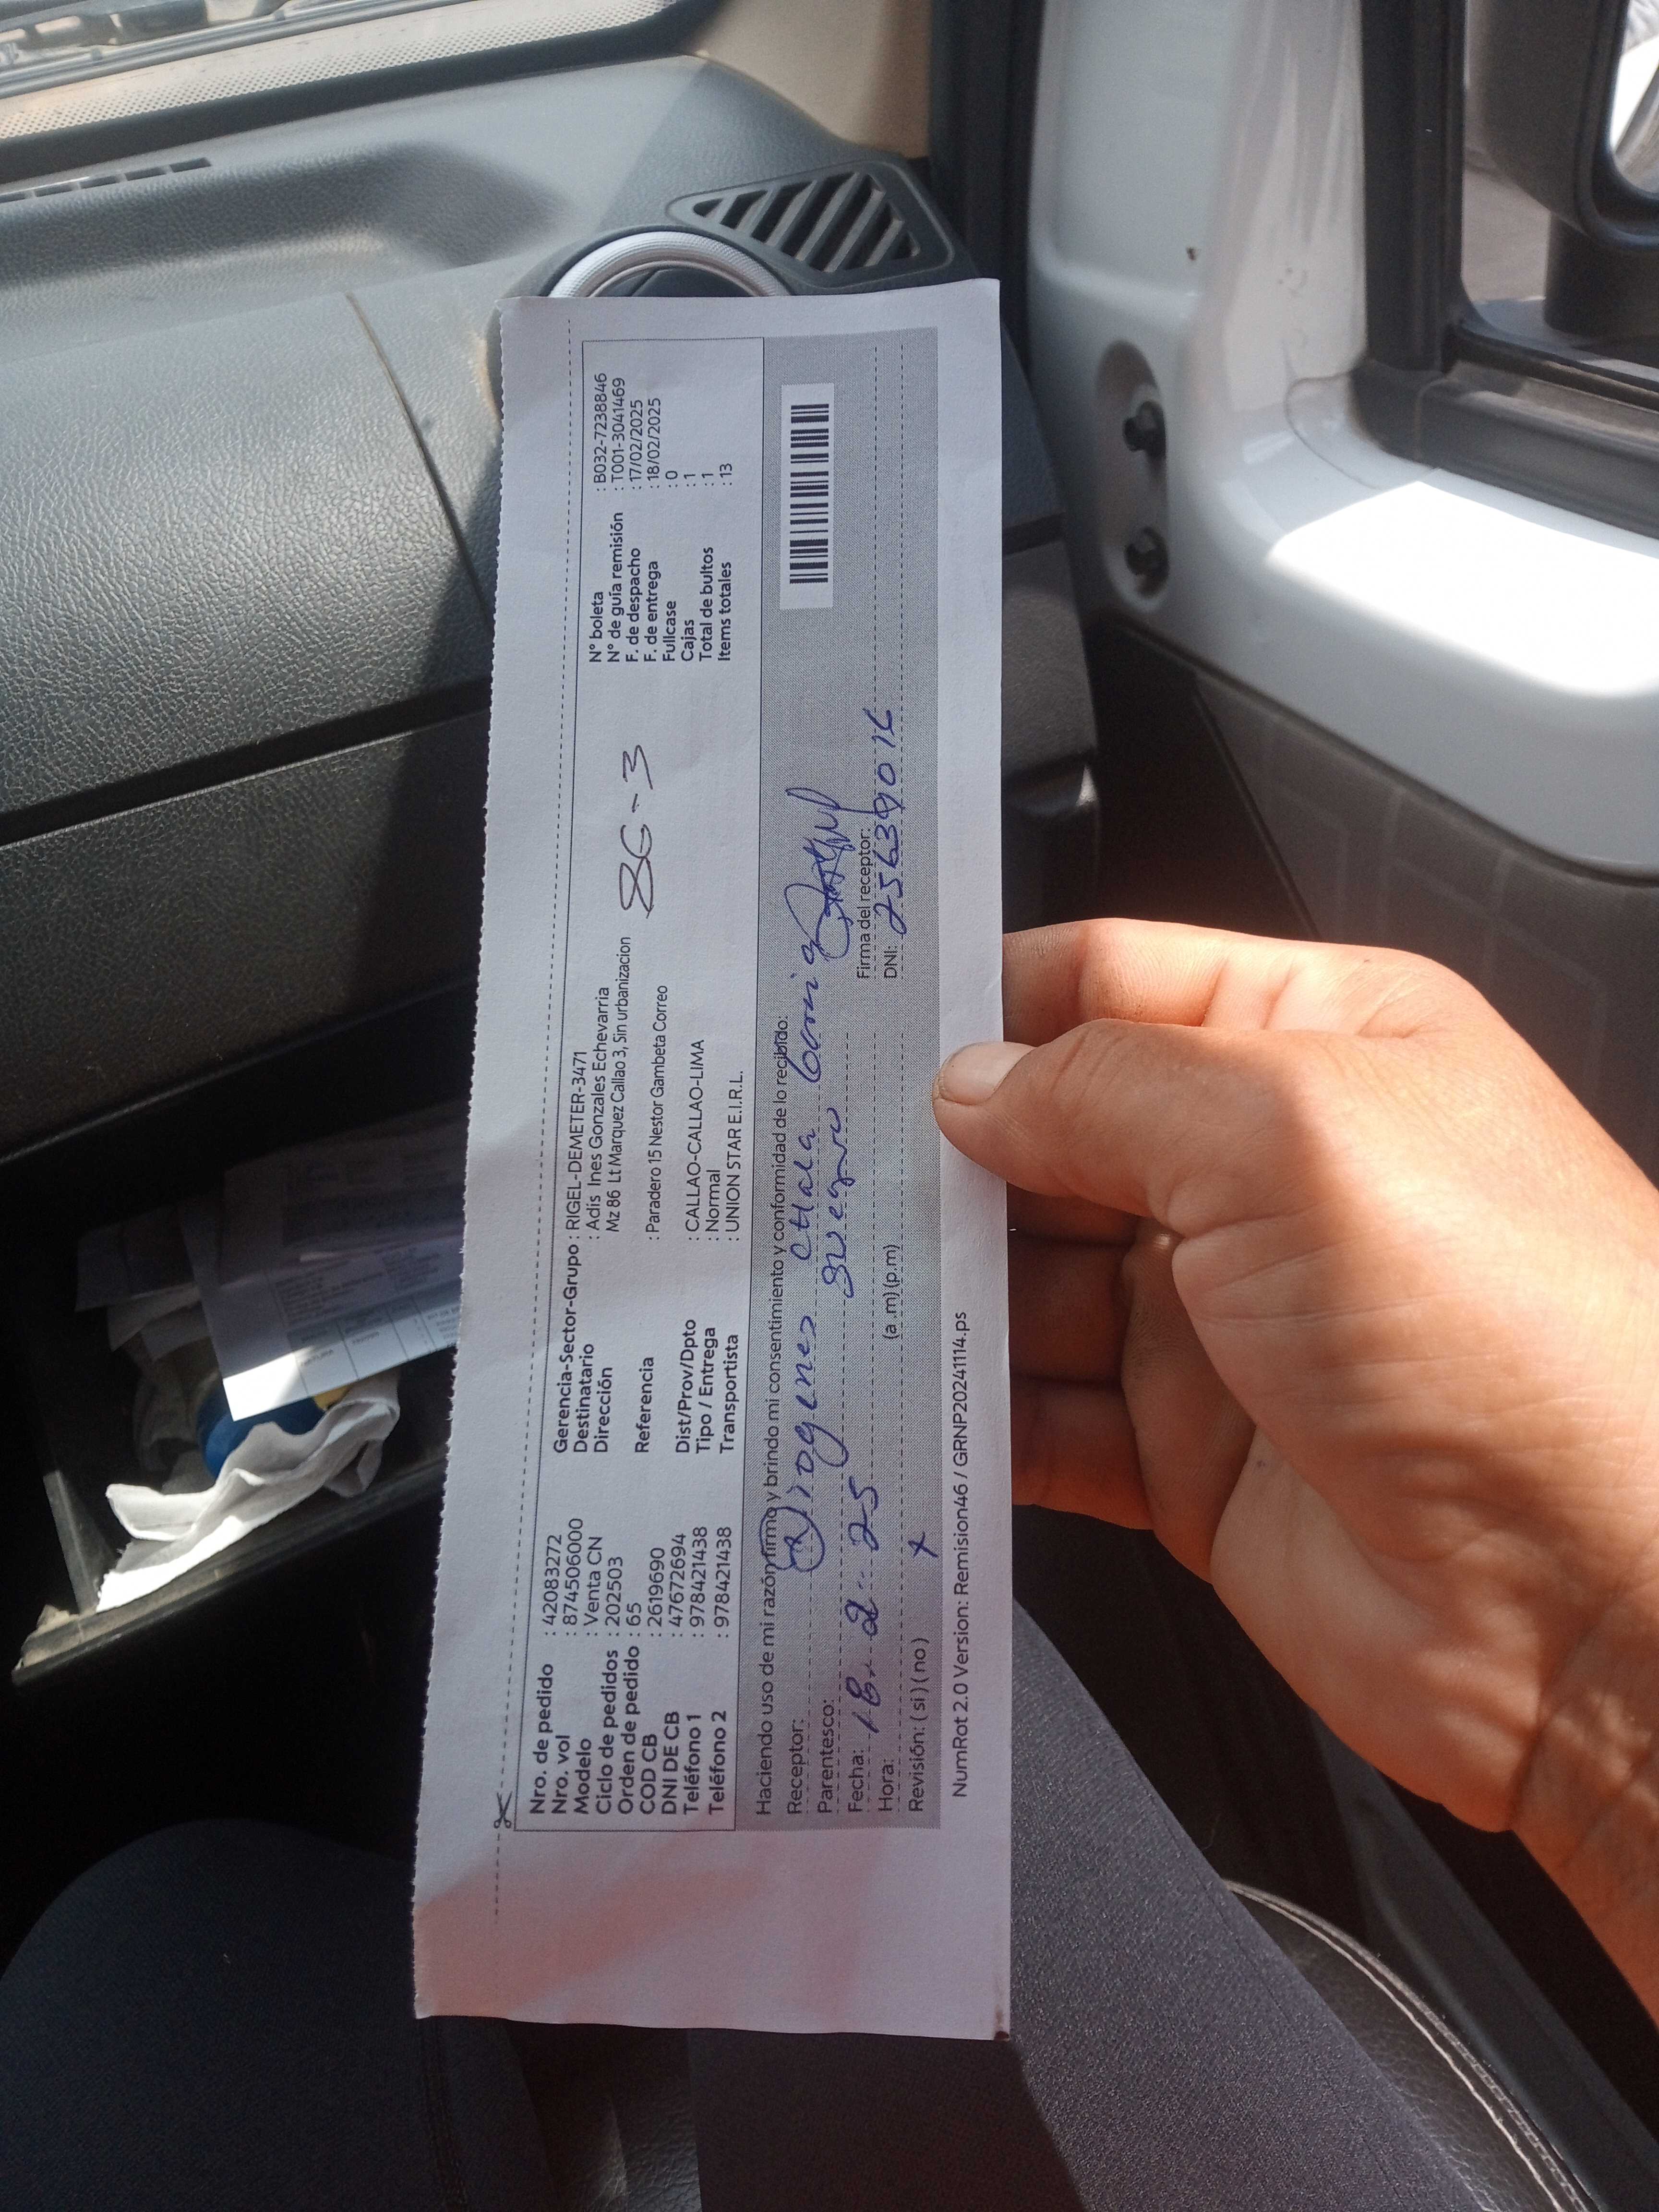 Nro. de pedido : 42083272
Nro. vol : 874506000
Modelo : Venta CN
Ciclo de pedidos : 202503
Orden de pedido : 65
COD CB : 2619690
DNI DE CB : 47672694
Teléfono 1 : 978421438
Teléfono 2 : 978421438
Gerencia-Sector-Grupo : RIGEL-DEMETER-3471
Destinatario : Adis Ines Gonzales Echevarria
Dirección Mz 86 Lt Marquez Callao 3, Sin urbanizacion
Referencia : Paradero 15 Nestor Gambeta Correo
Dist/Prov/Dpto : CALLAO-CALLAO-LIMA
Tipo / Entrega : Normal
Transportista : UNION STAR E.I.R.L.
86-3
N° boleta : B032-7238846
N° de guía remisión : T001-3041469
F. de despacho : 17/02/2025
F. de entrega : 18/02/2025
Fullcase : 0
Cajas : 1
Total de bultos : 1
Items totales : 13
Haciendo uso de mi razón firmo y brindo mi consentimiento y conformidad de lo recibido:
Receptor: Diogenes
Parentesco: suegro
Fecha: 18 - 2 - 25
Hora: (a .m) (p.m)
Revisión: ( si ) ( no ) x
Firma del receptor:
DNI:
NumRot 2.0 Version: Remision46 / GRNP20241114.ps